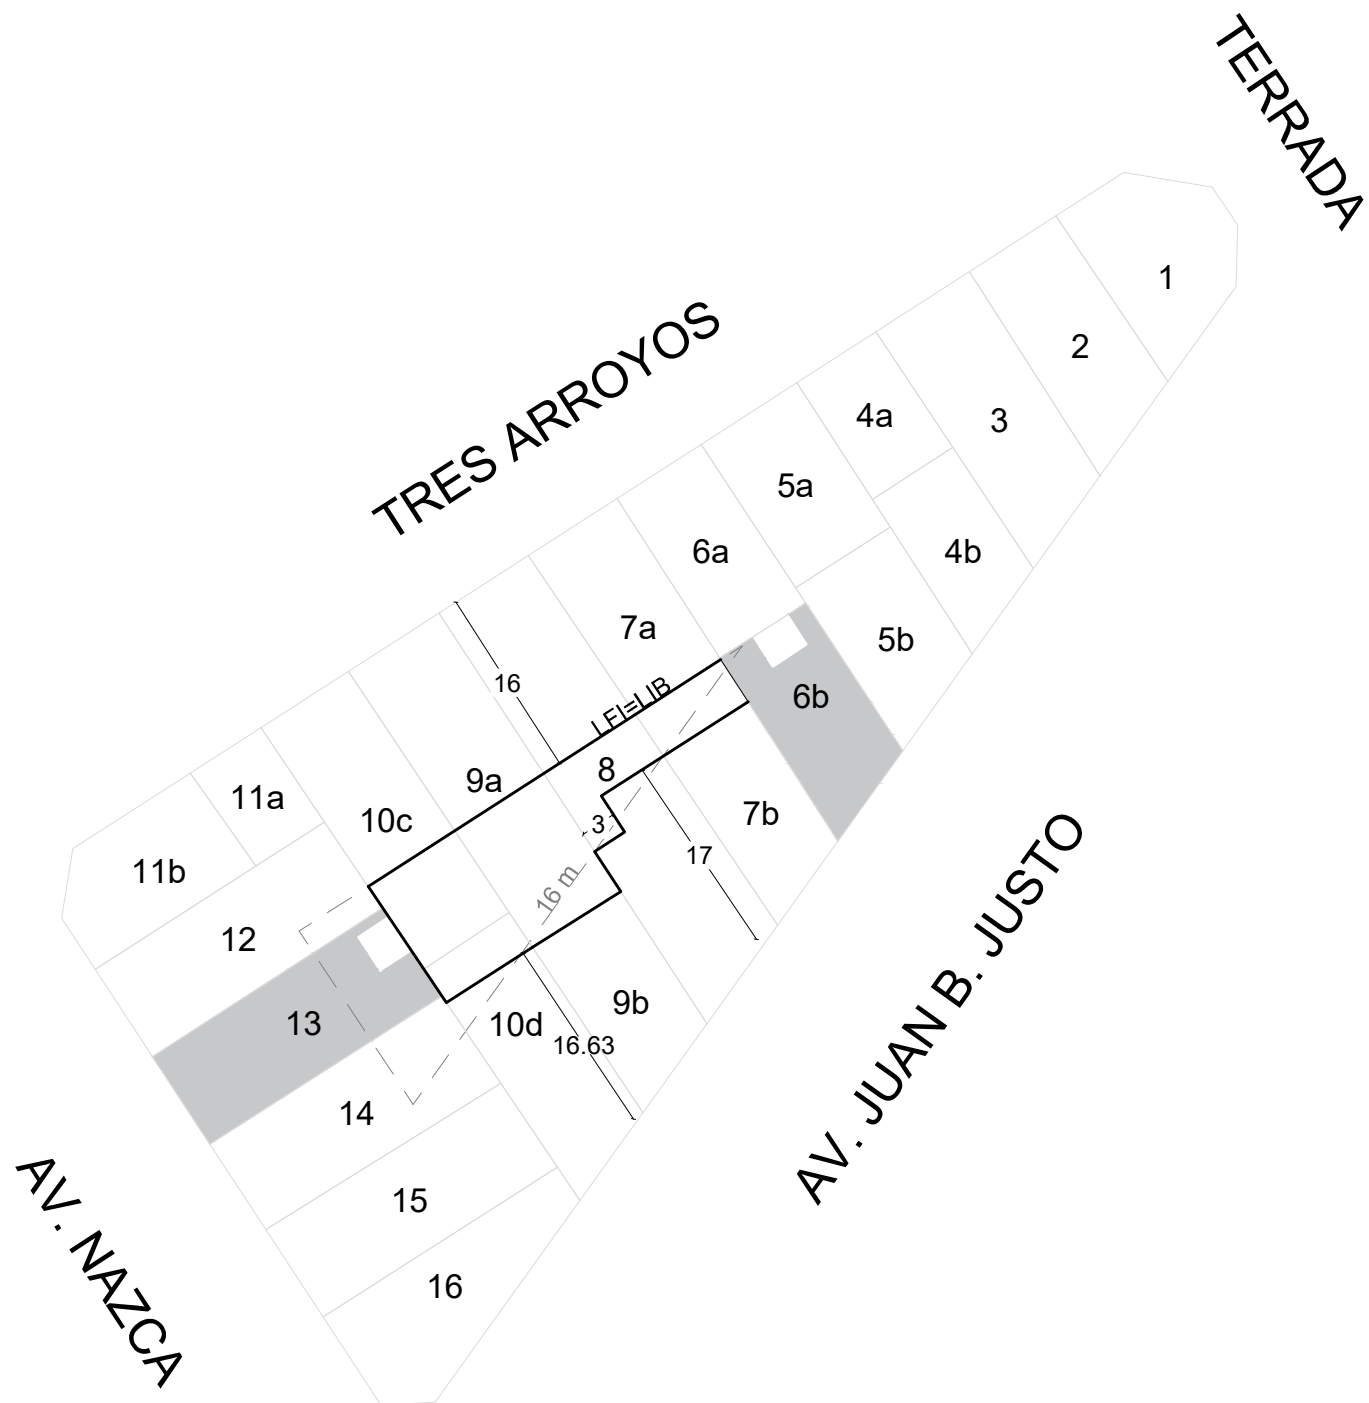 TERRADA
1
2
TRES ARROYOS
4a
3
5a
6a
4b
7a
5b
16
LFI=LIB
6b
8
9a
11a
7b
10c
3
17
11b
16 m
12
9b
13
10d
16.63
AV. JUAN B. JUSTO
14
15
AV. NAZCA
16